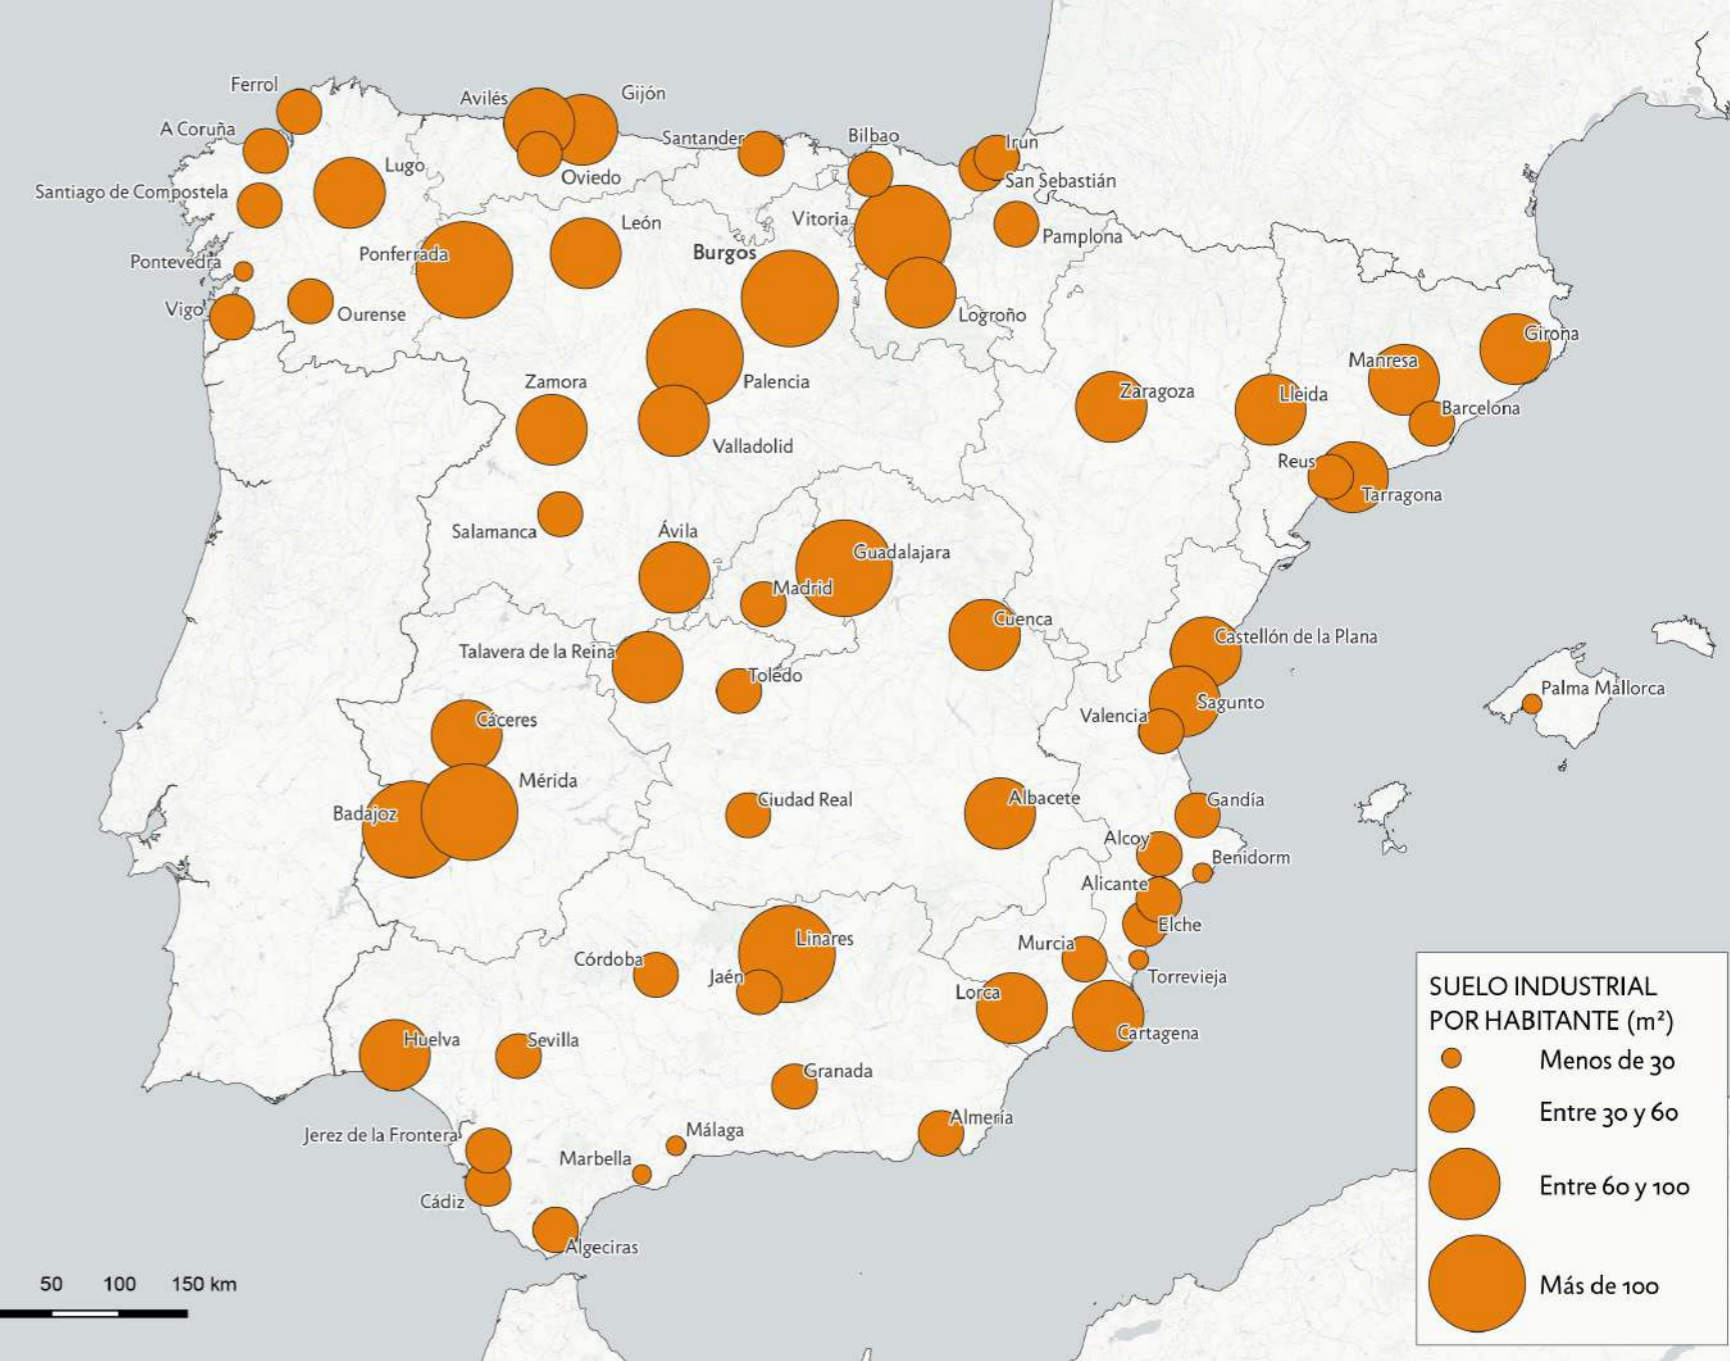 Ferrol
Avilés
Gijón
A Coruña
Santander
Bilbao
Irún
Lugo
Oviedo
San Sebastián
Santiago de Compostela
León
Vitoria
Pamplona
Ponferrada
Burgos
Pontevedra
Vigo
Ourense
Logroño
Girona
Manresa
Zamora
Palencia
Zaragoza
Lleida
Barcelona
Valladolid
Reus
Tarragona
Salamanca
Ávila
Guadalajara
Madrid
Cuenca
Castellón de la Plana
Talavera de la Reina
Toledo
Palma Mallorca
Sagunto
Valencia
Cáceres
Mérida
Badajoz
Ciudad Real
Albacete
Gandía
Alcoy
Benidorm
Alicante
Elche
Linares
Murcia
Córdoba
Jaén
Torrevieja
Lorca
Cartagena
Huelva
Sevilla
Granada
Almería
Jerez de la Frontera
Málaga
Marbella
Cádiz
Algeciras
SUELO INDUSTRIAL
POR HABITANTE (m²)
Menos de 30
Entre 30 y 60
Entre 60 y 100
Más de 100
50 100 150 km